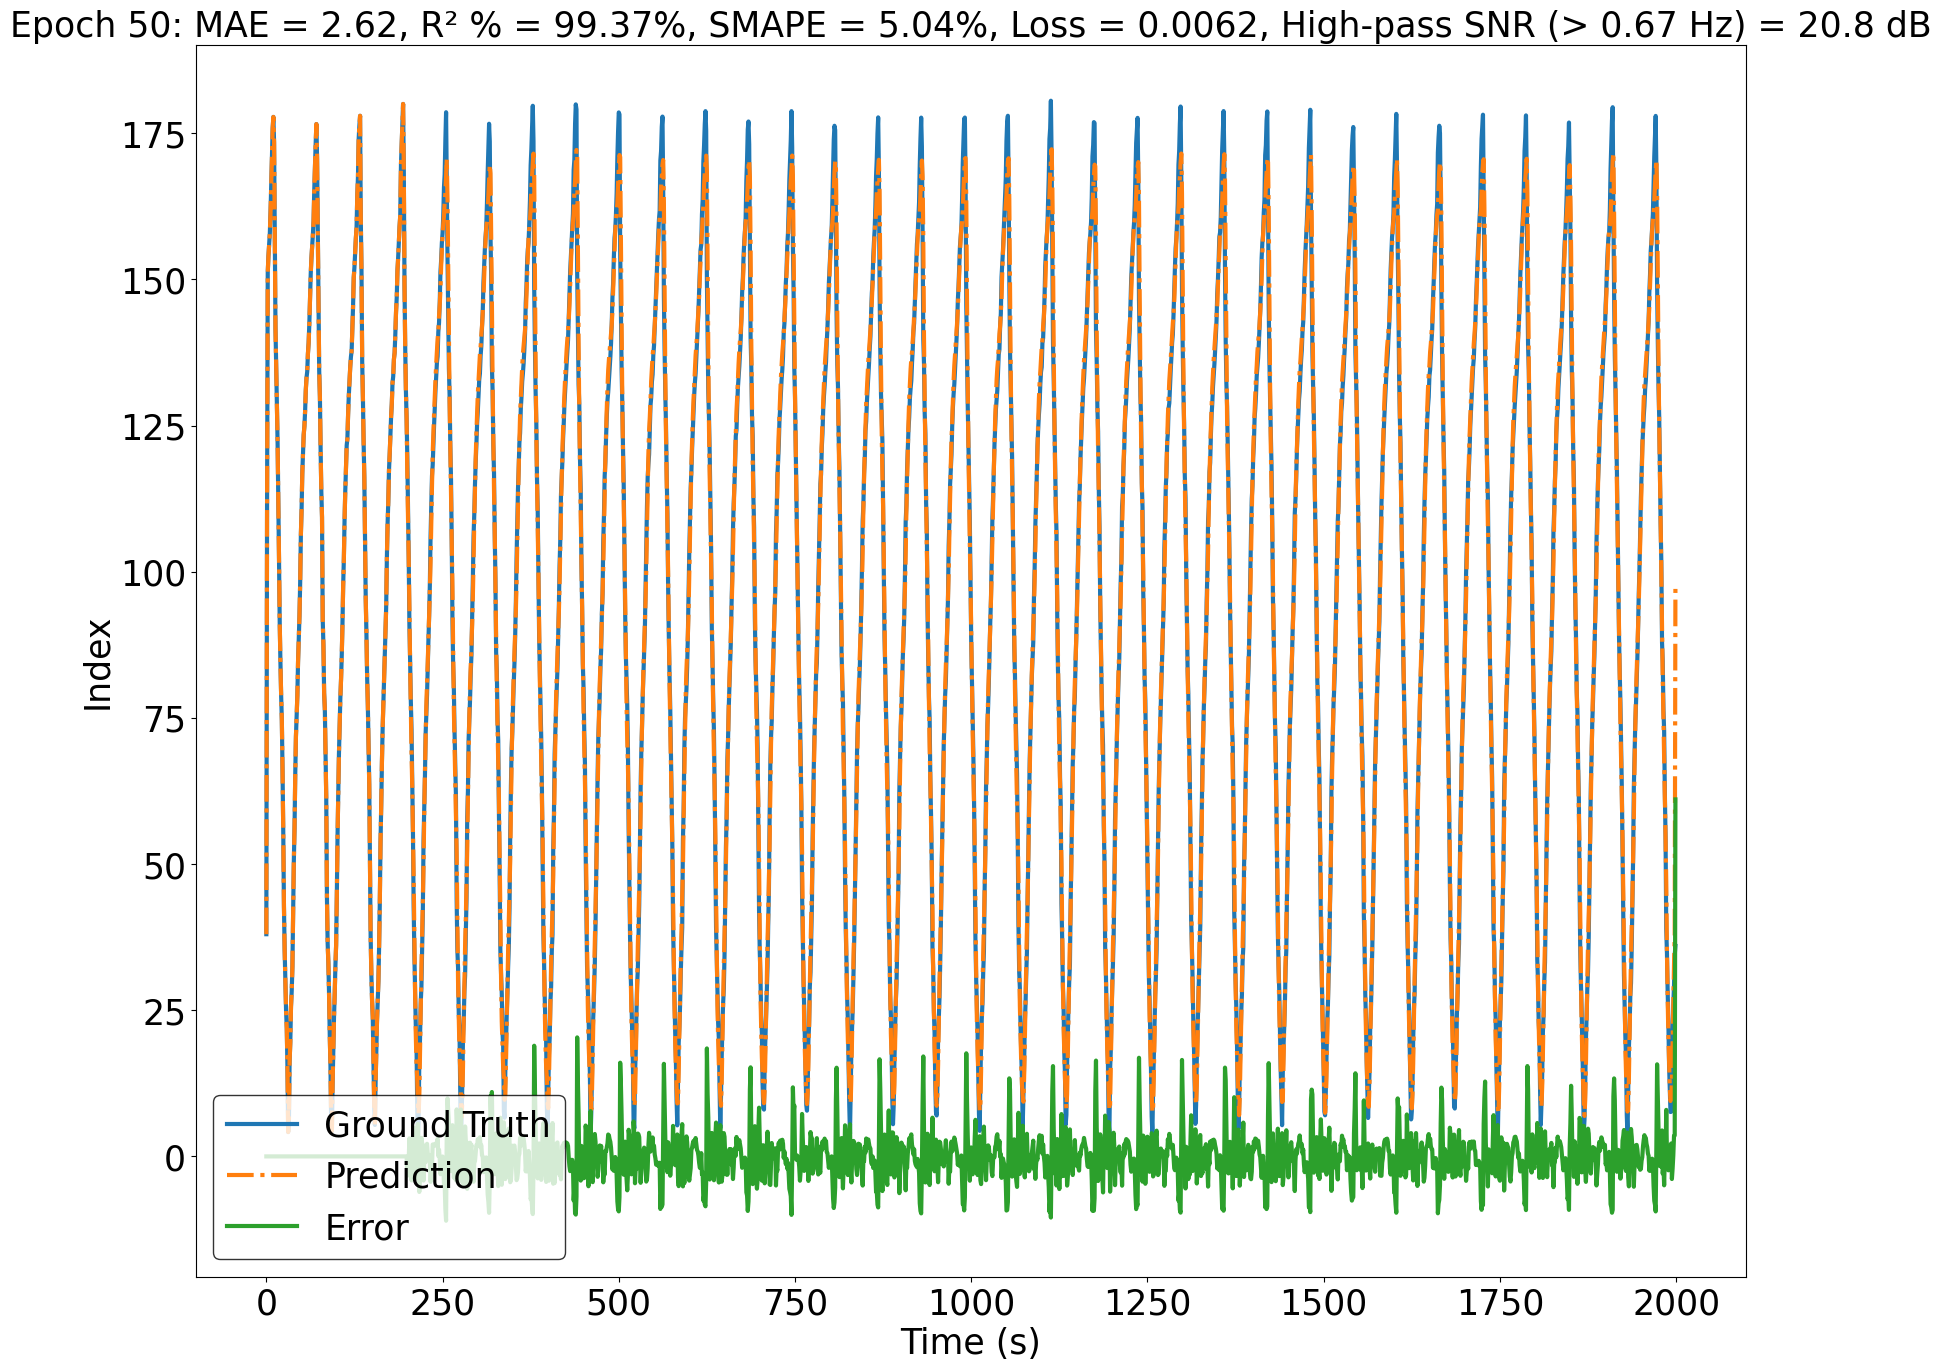 Epoch 50: MAE = 2.62, R² % = 99.37%, SMAPE = 5.04%, Loss = 0.0062, High-pass SNR (> 0.67 Hz) = 20.8 dB
175
150
125
100
75
50
25
0
Index
Ground Truth
Prediction
Error
0 250 500 750 1000 1250 1500 1750 2000
Time (s)